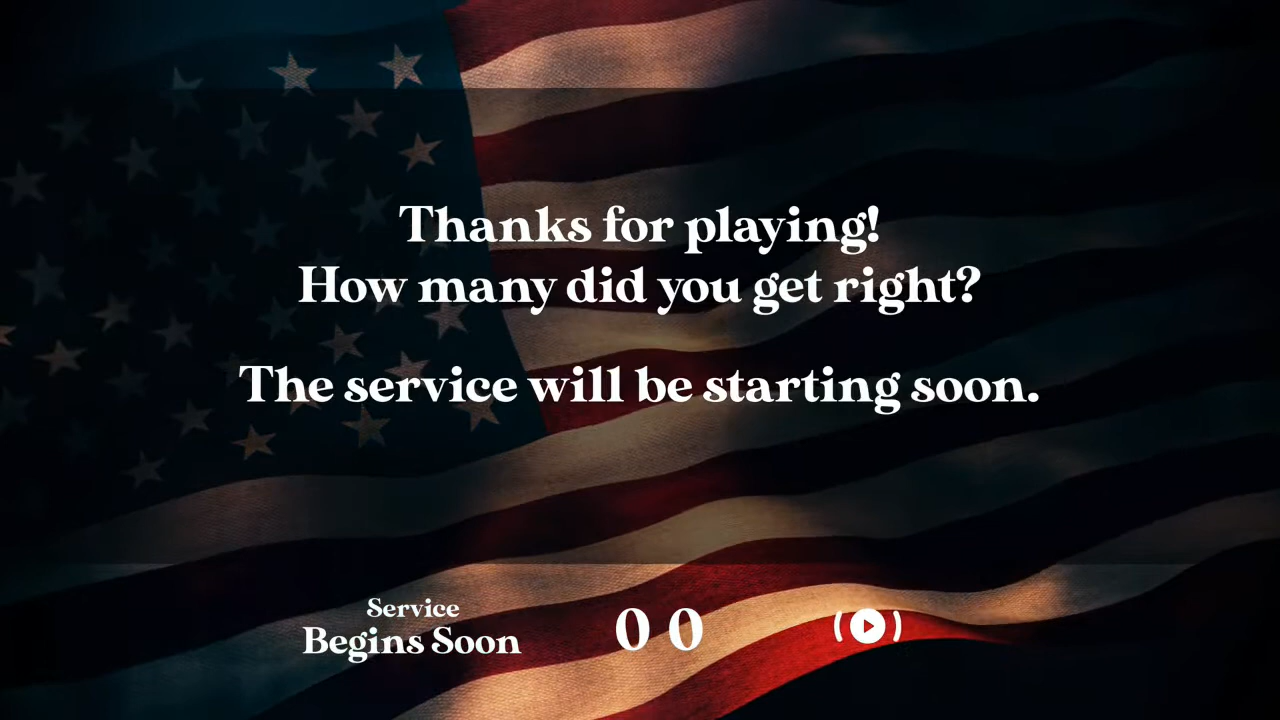 Thanks for playing!
How many did you get right?
The service will be starting soon.
Service
Begins Soon
0 0